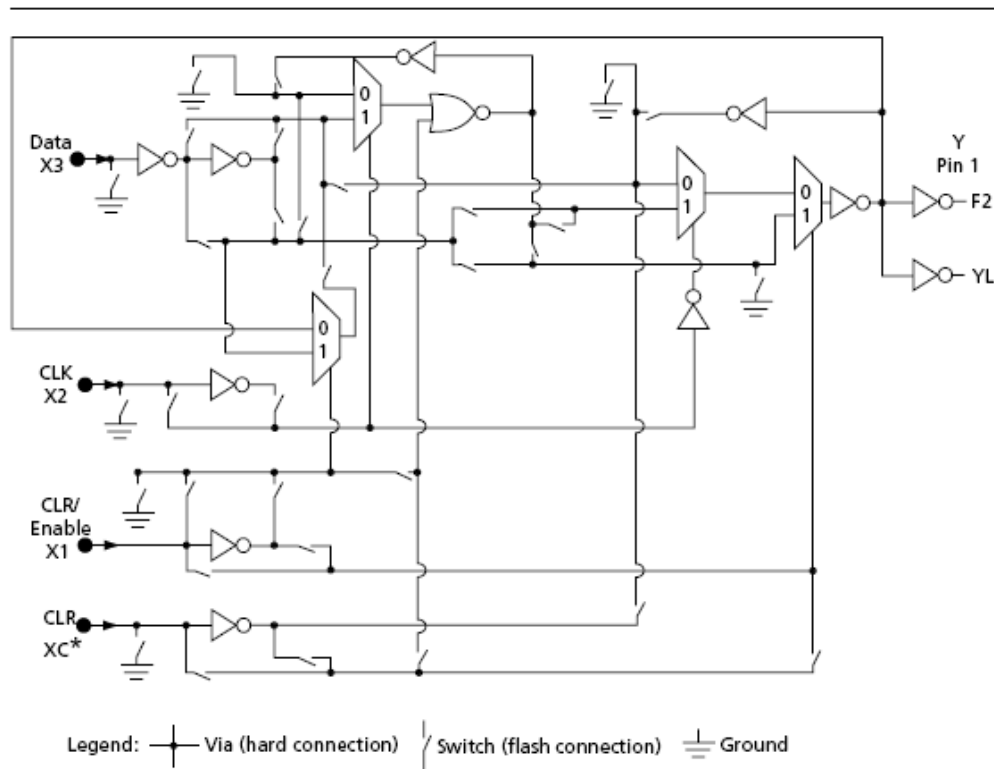 0
1
Data
X3
0
1
0
1
Y
Pin 1
F2
YL
0
1
CLK
X2
CLR/
Enable
X1
CLR
XC*
Legend: Via (hard connection) Switch (flash connection) Ground